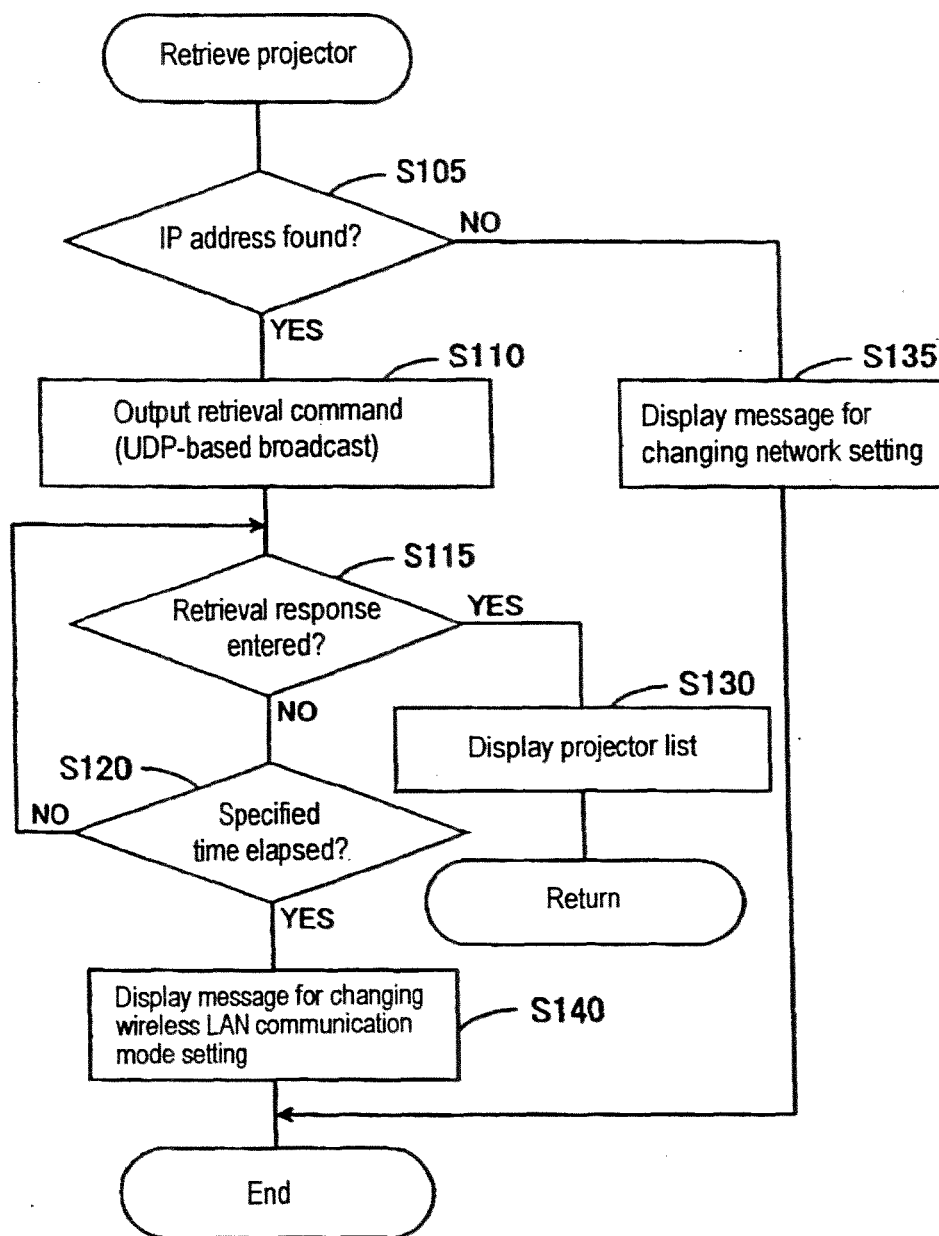 Retrieve projector
S105
IP address found?
NO
YES
S110
S135
Output retrieval command
(UDP-based broadcast)
Display message for
changing network setting
S115
Retrieval response
entered?
YES
NO
S130
Display projector list
S120
NO
Specified
time elapsed?
Return
YES
Display message for changing
wireless LAN communication
mode setting
S140
End